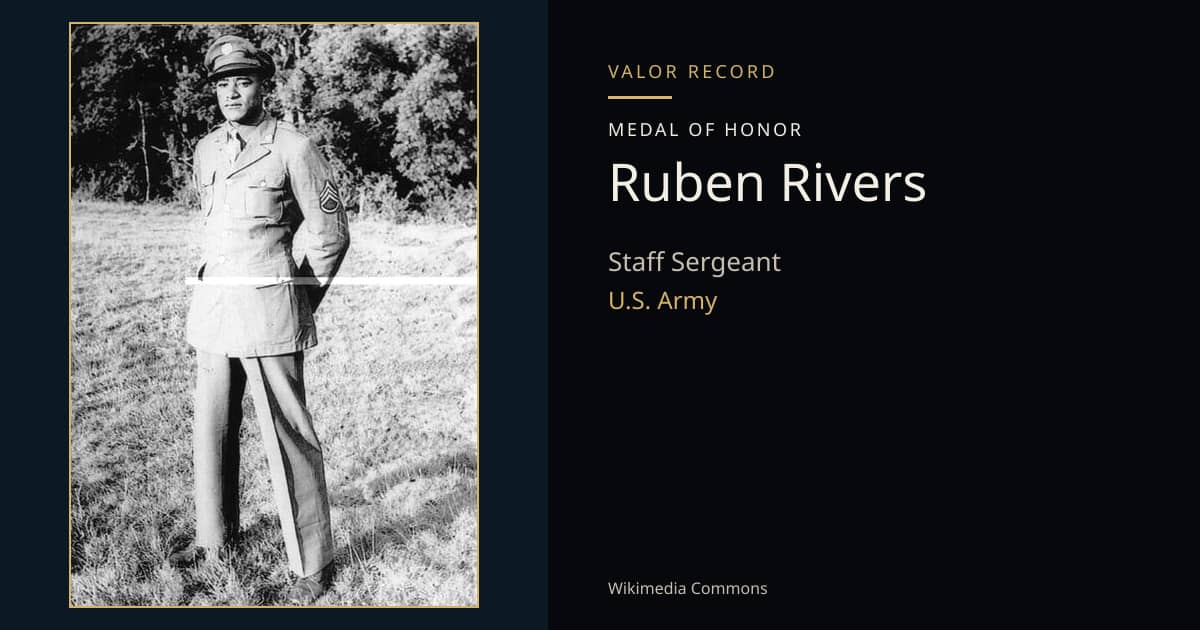 VALOR RECORD
MEDAL OF HONOR
Ruben Rivers
Staff Sergeant
U.S. Army
Wikimedia Commons